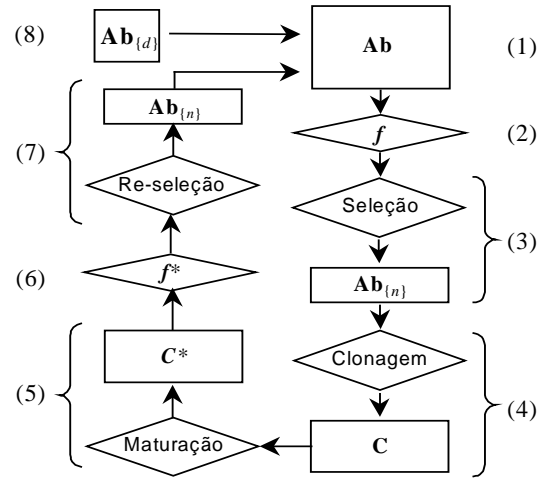 (8) Ab{d} Ab (1)
Ab{n}
f (2)
(7)
Re-seleção Seleção
(3)
(6) f* Ab{n}
C* Clonagem
(5) (4)
Maturação C